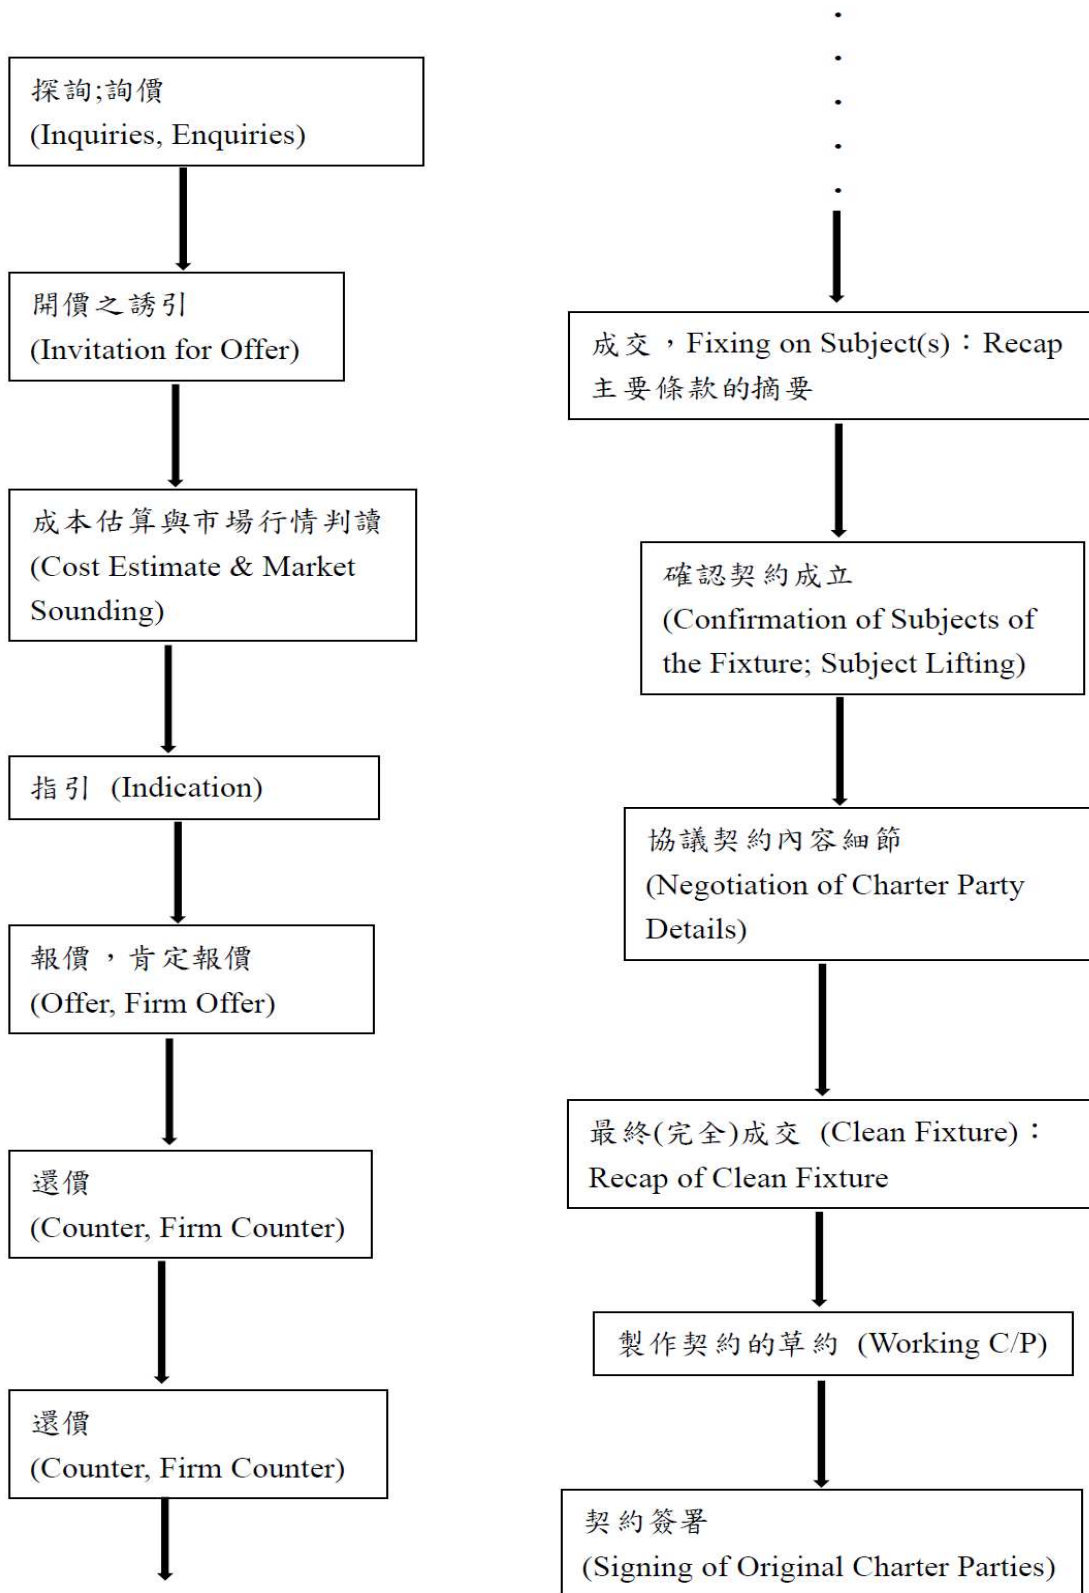 探詢;詢價
(Inquiries, Enquiries)
開價之誘引
(Invitation for Offer)
成本估算與市場行情判讀
(Cost Estimate & Market
Sounding)
指引 (Indication)
報價，肯定報價
(Offer, Firm Offer)
還價
(Counter, Firm Counter)
還價
(Counter, Firm Counter)
成交，Fixing on Subject(s)：Recap
主要條款的摘要
確認契約成立
(Confirmation of Subjects of
the Fixture; Subject Lifting)
協議契約內容細節
(Negotiation of Charter Party
Details)
最終(完全)成交 (Clean Fixture)：
Recap of Clean Fixture
製作契約的草約 (Working C/P)
契約簽署
(Signing of Original Charter Parties)